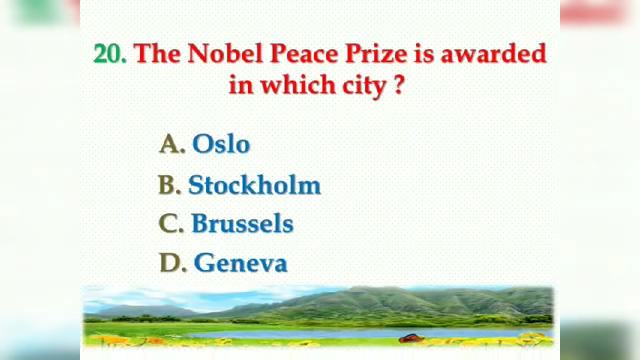 20. The Nobel Peace Prize is awarded
in which city ?
A. Oslo
B. Stockholm
C. Brussels
D. Geneva